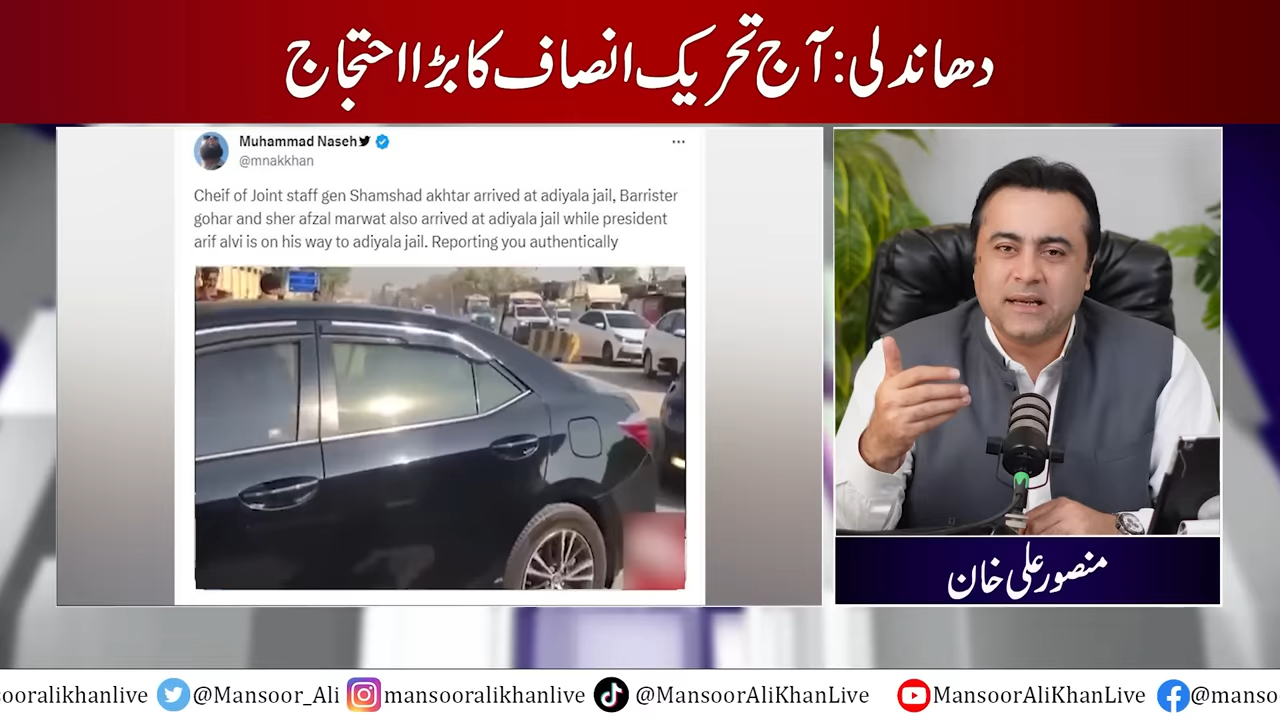 دھاندلی: آج تحریک انصاف کا بڑا احتجاج
Muhammad Naseh
@mnakkhan
Cheif of Joint staff gen Shamshad akhtar arrived at adiyala jail, Barrister
gohar and sher afzal marwat also arrived at adiyala jail while president
arif alvi is on his way to adiyala jail. Reporting you authentically
منصور علی خان
sooralikhanlive @Mansoor_Ali mansooralikhanlive @MansoorAliKhanLive MansoorAliKhanLive @manso